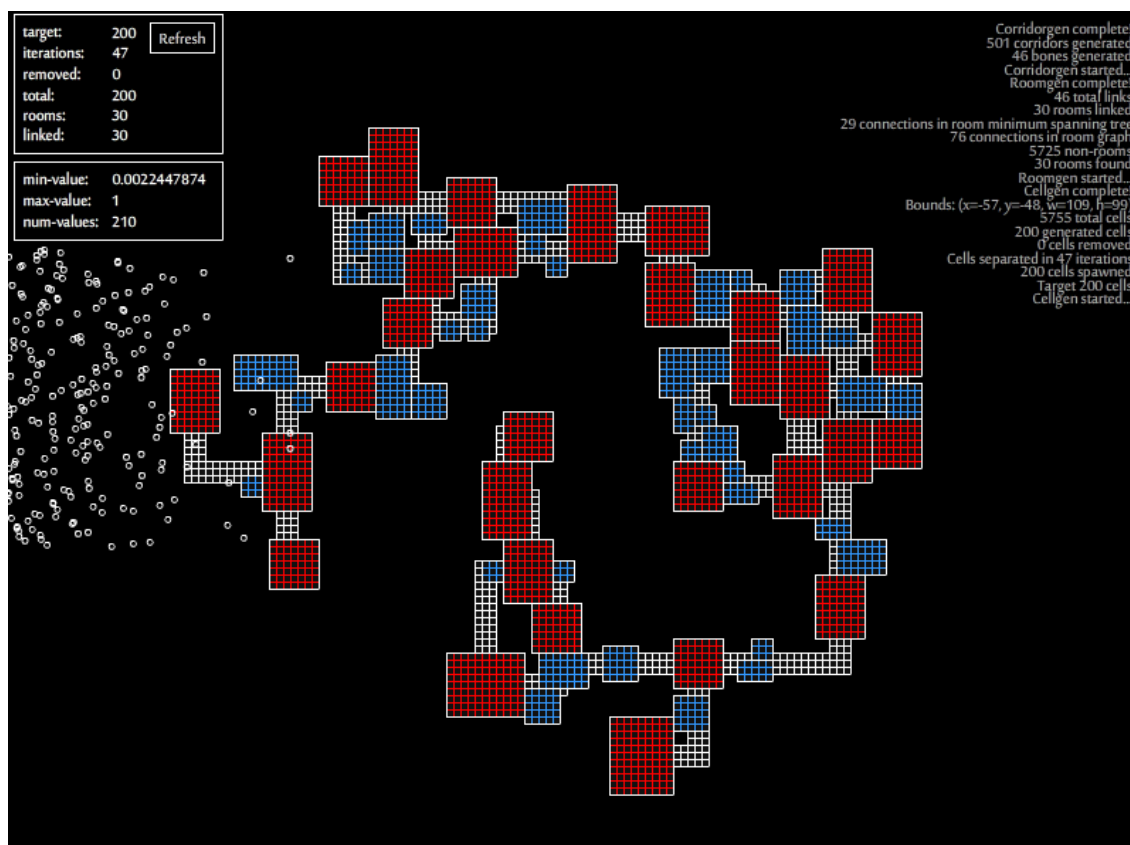 target: 200
Refresh
iterations: 47
removed: 0
total: 200
rooms: 30
linked: 30
min-value: 0.0022447874
max-value: 1
num-values: 210
Corridorgen complete!
501 corridors generated
46 bones generated
Corridorgen started...
Roomgen complete!
46 total links
30 rooms linked
29 connections in room minimum spanning tree
76 connections in room graph
5725 non-rooms
30 rooms found
Roomgen started...
Cellgen complete!
Bounds: (x=-57, y=-48, w=109, h=99)
5755 total cells
200 generated cells
0 cells removed
Cells separated in 47 iterations
200 cells spawned
Target 200 cells
Cellgen started...